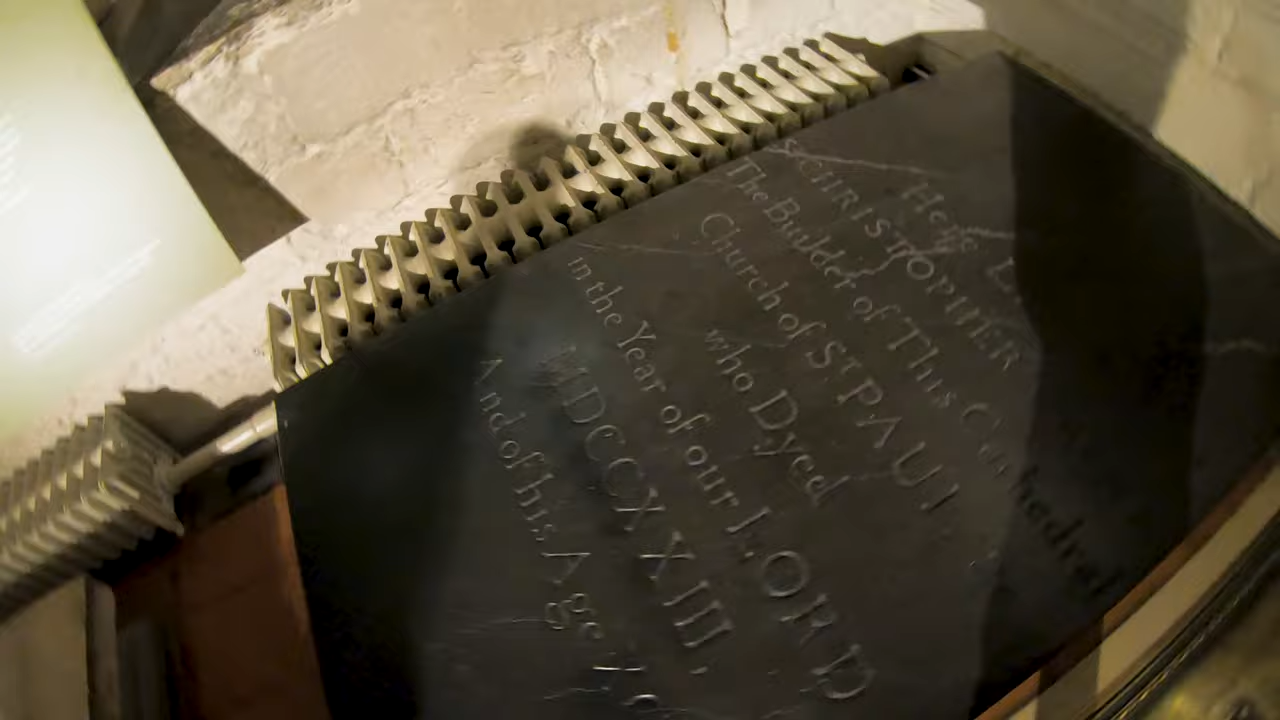 Here
CHRISTOPHER
The Builder of This Cathedral
Church of ST PAUL
who Dyed
in the Year of our LORD
MDCCXXIII,
And of his Age